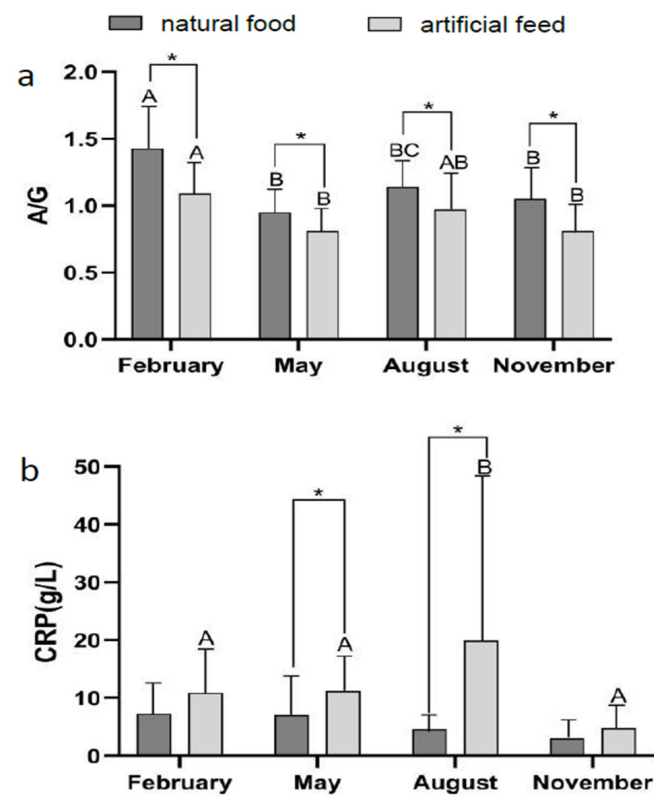 natural food artificial feed
a
*
2.0
A
*
*
*
1.5
A
BC
AB
B
B
B
B
1.0
A/G
0.5
0.0
February May August November
b
*
50
B
*
40
30
CRP(g/L)
20
A
A
A
10
0
February May August November